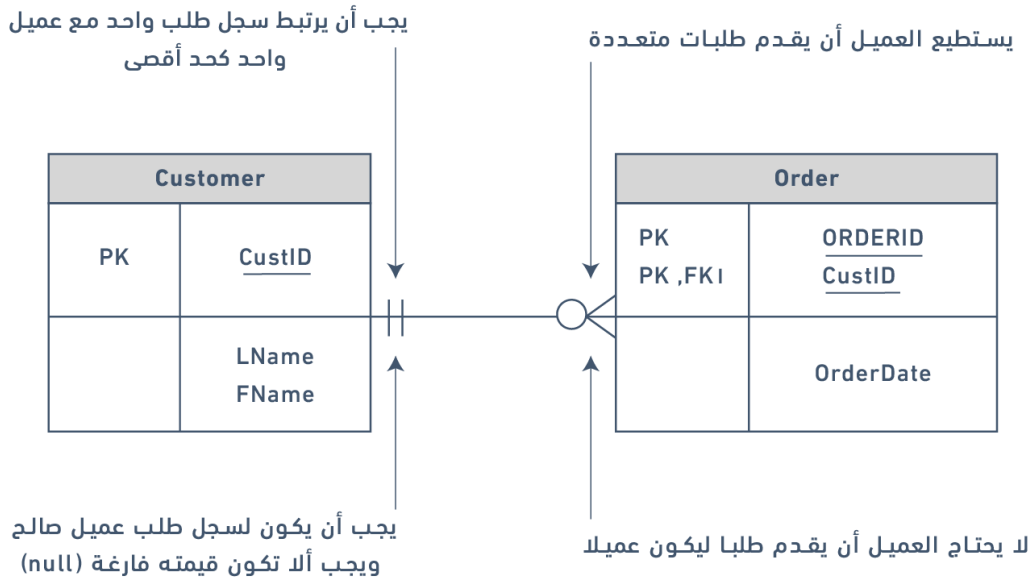 يجب أن يرتبط سجل طلب واحد مع عميل
واحد كحد أقصى
يستطيع العميل أن يقدم طلبات متعددة
Customer
PK
CustID
LName
FName
Order
PK
ORDERID
PK ,FK1
CustID
OrderDate
يجب أن يكون لسجل طلب عميل صالح
ويجب ألا تكون قيمته فارغة (null)
لا يحتاج العميل أن يقدم طلبا ليكون عميلا